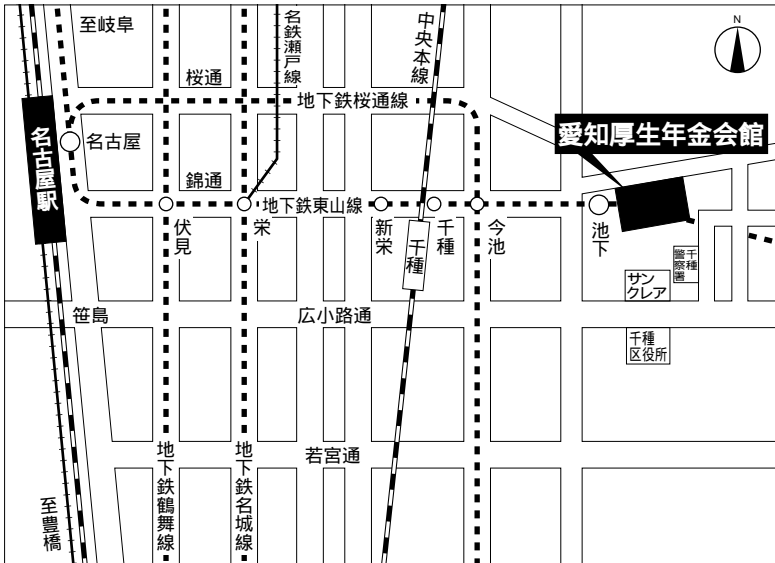 至岐阜
名鉄瀬戸線
中央本線
N
桜通
地下鉄桜通線
愛知厚生年金会館
名古屋
名古屋駅
錦通
地下鉄東山線
伏見
栄
新栄
千種
千種
今池
池下
千種
警察署
サン
クレア
笹島
広小路通
千種
区役所
若宮通
地下鉄鶴舞線
地下鉄名城線
至豊橋